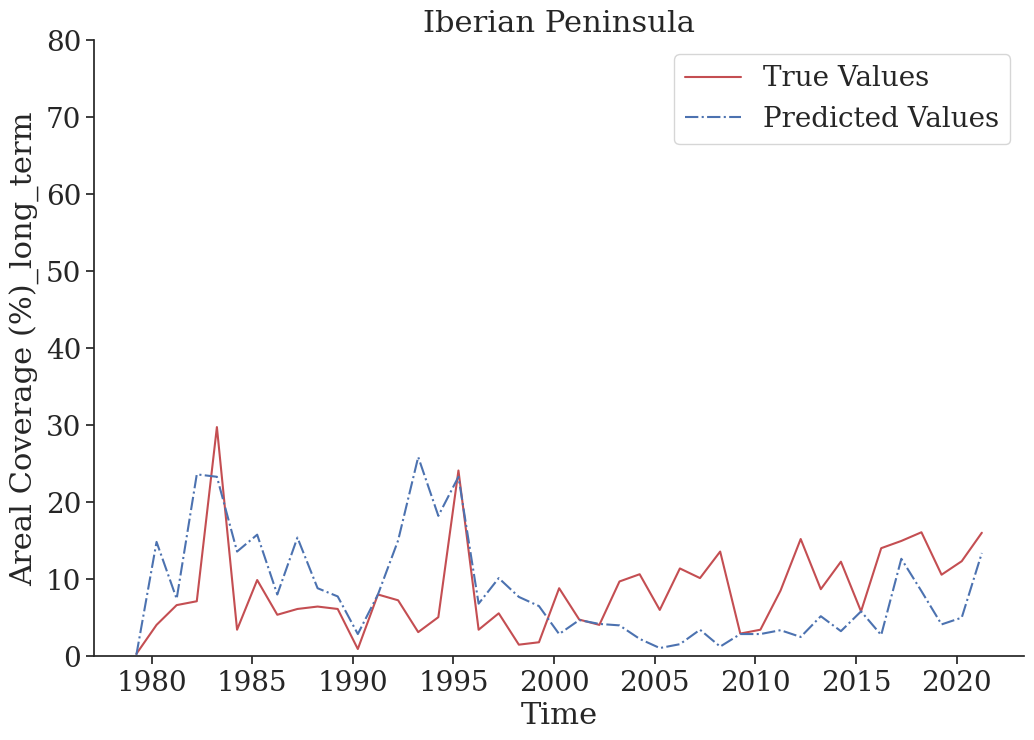 Iberian Peninsula
True Values
Predicted Values
Areal Coverage (%)_long_term
80
70
60
50
40
30
20
10
0
1980 1985 1990 1995 2000 2005 2010 2015 2020
Time